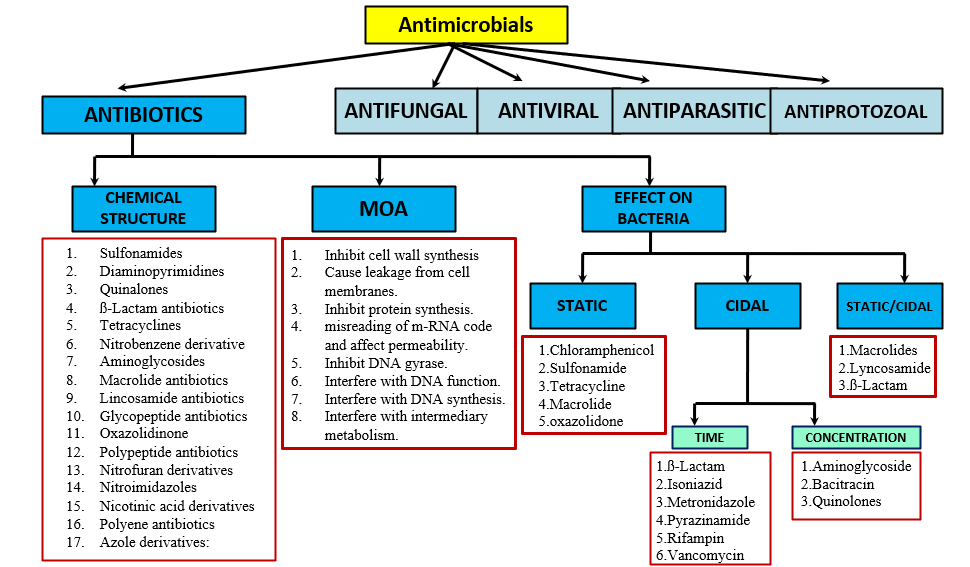 Antimicrobials
ANTIBIOTICS
ANTIFUNGAL
ANTIVIRAL
ANTIPARASITIC
ANTIPROTOZOAL
CHEMICAL
STRUCTURE
1. Sulfonamides
2. Diaminopyrimidines
3. Quinalones
4. ß-Lactam antibiotics
5. Tetracyclines
6. Nitrobenzene derivative
7. Aminoglycosides
8. Macrolide antibiotics
9. Lincosamide antibiotics
10. Glycopeptide antibiotics
11. Oxazolidinone
12. Polypeptide antibiotics
13. Nitrofuran derivatives
14. Nitroimidazoles
15. Nicotinic acid derivatives
16. Polyene antibiotics
17. Azole derivatives:
MOA
1. Inhibit cell wall synthesis
2. Cause leakage from cell
membranes.
3. Inhibit protein synthesis.
4. misreading of m-RNA code
and affect permeability.
5. Inhibit DNA gyrase.
6. Interfere with DNA function.
7. Interfere with DNA synthesis.
8. Interfere with intermediary
metabolism.
EFFECT ON
BACTERIA
STATIC
1.Chloramphenicol
2.Sulfonamide
3.Tetracycline
4.Macrolide
5.oxazolidone
CIDAL
TIME
1.ß-Lactam
2.Isoniazid
3.Metronidazole
4.Pyrazinamide
5.Rifampin
6.Vancomycin
CONCENTRATION
1.Aminoglycoside
2.Bacitracin
3.Quinolones
STATIC/CIDAL
1.Macrolides
2.Lyncosamide
3.ß-Lactam